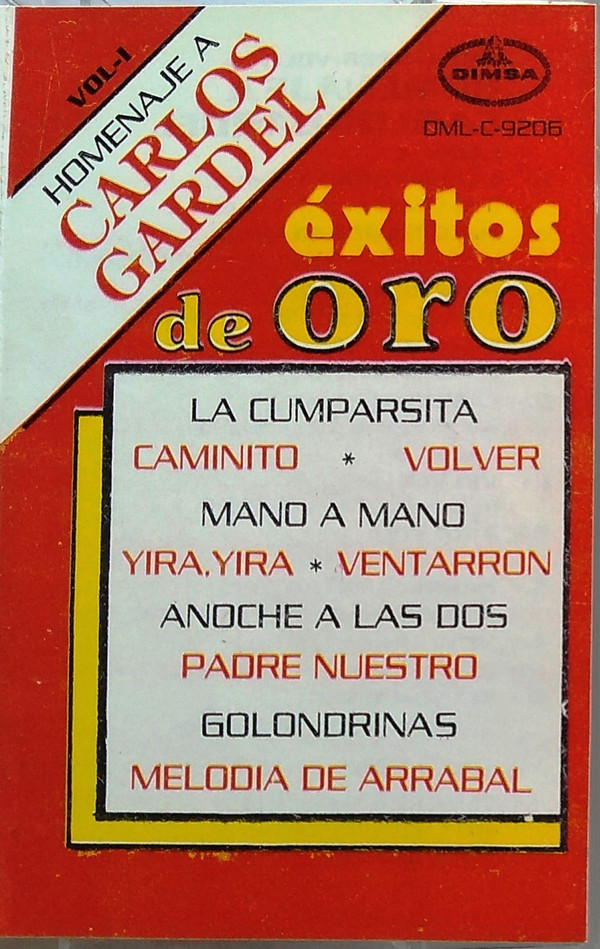 VOL-I
HOMENAJE A
CARLOS
GARDEL
DIMSA
DML-C-9206
éxitos
de oro
LA CUMPARSITA
CAMINITO * VOLVER
MANO A MANO
YIRA, YIRA * VENTARRON
ANOCHE A LAS DOS
PADRE NUESTRO
GOLONDRINAS
MELODIA DE ARRABAL